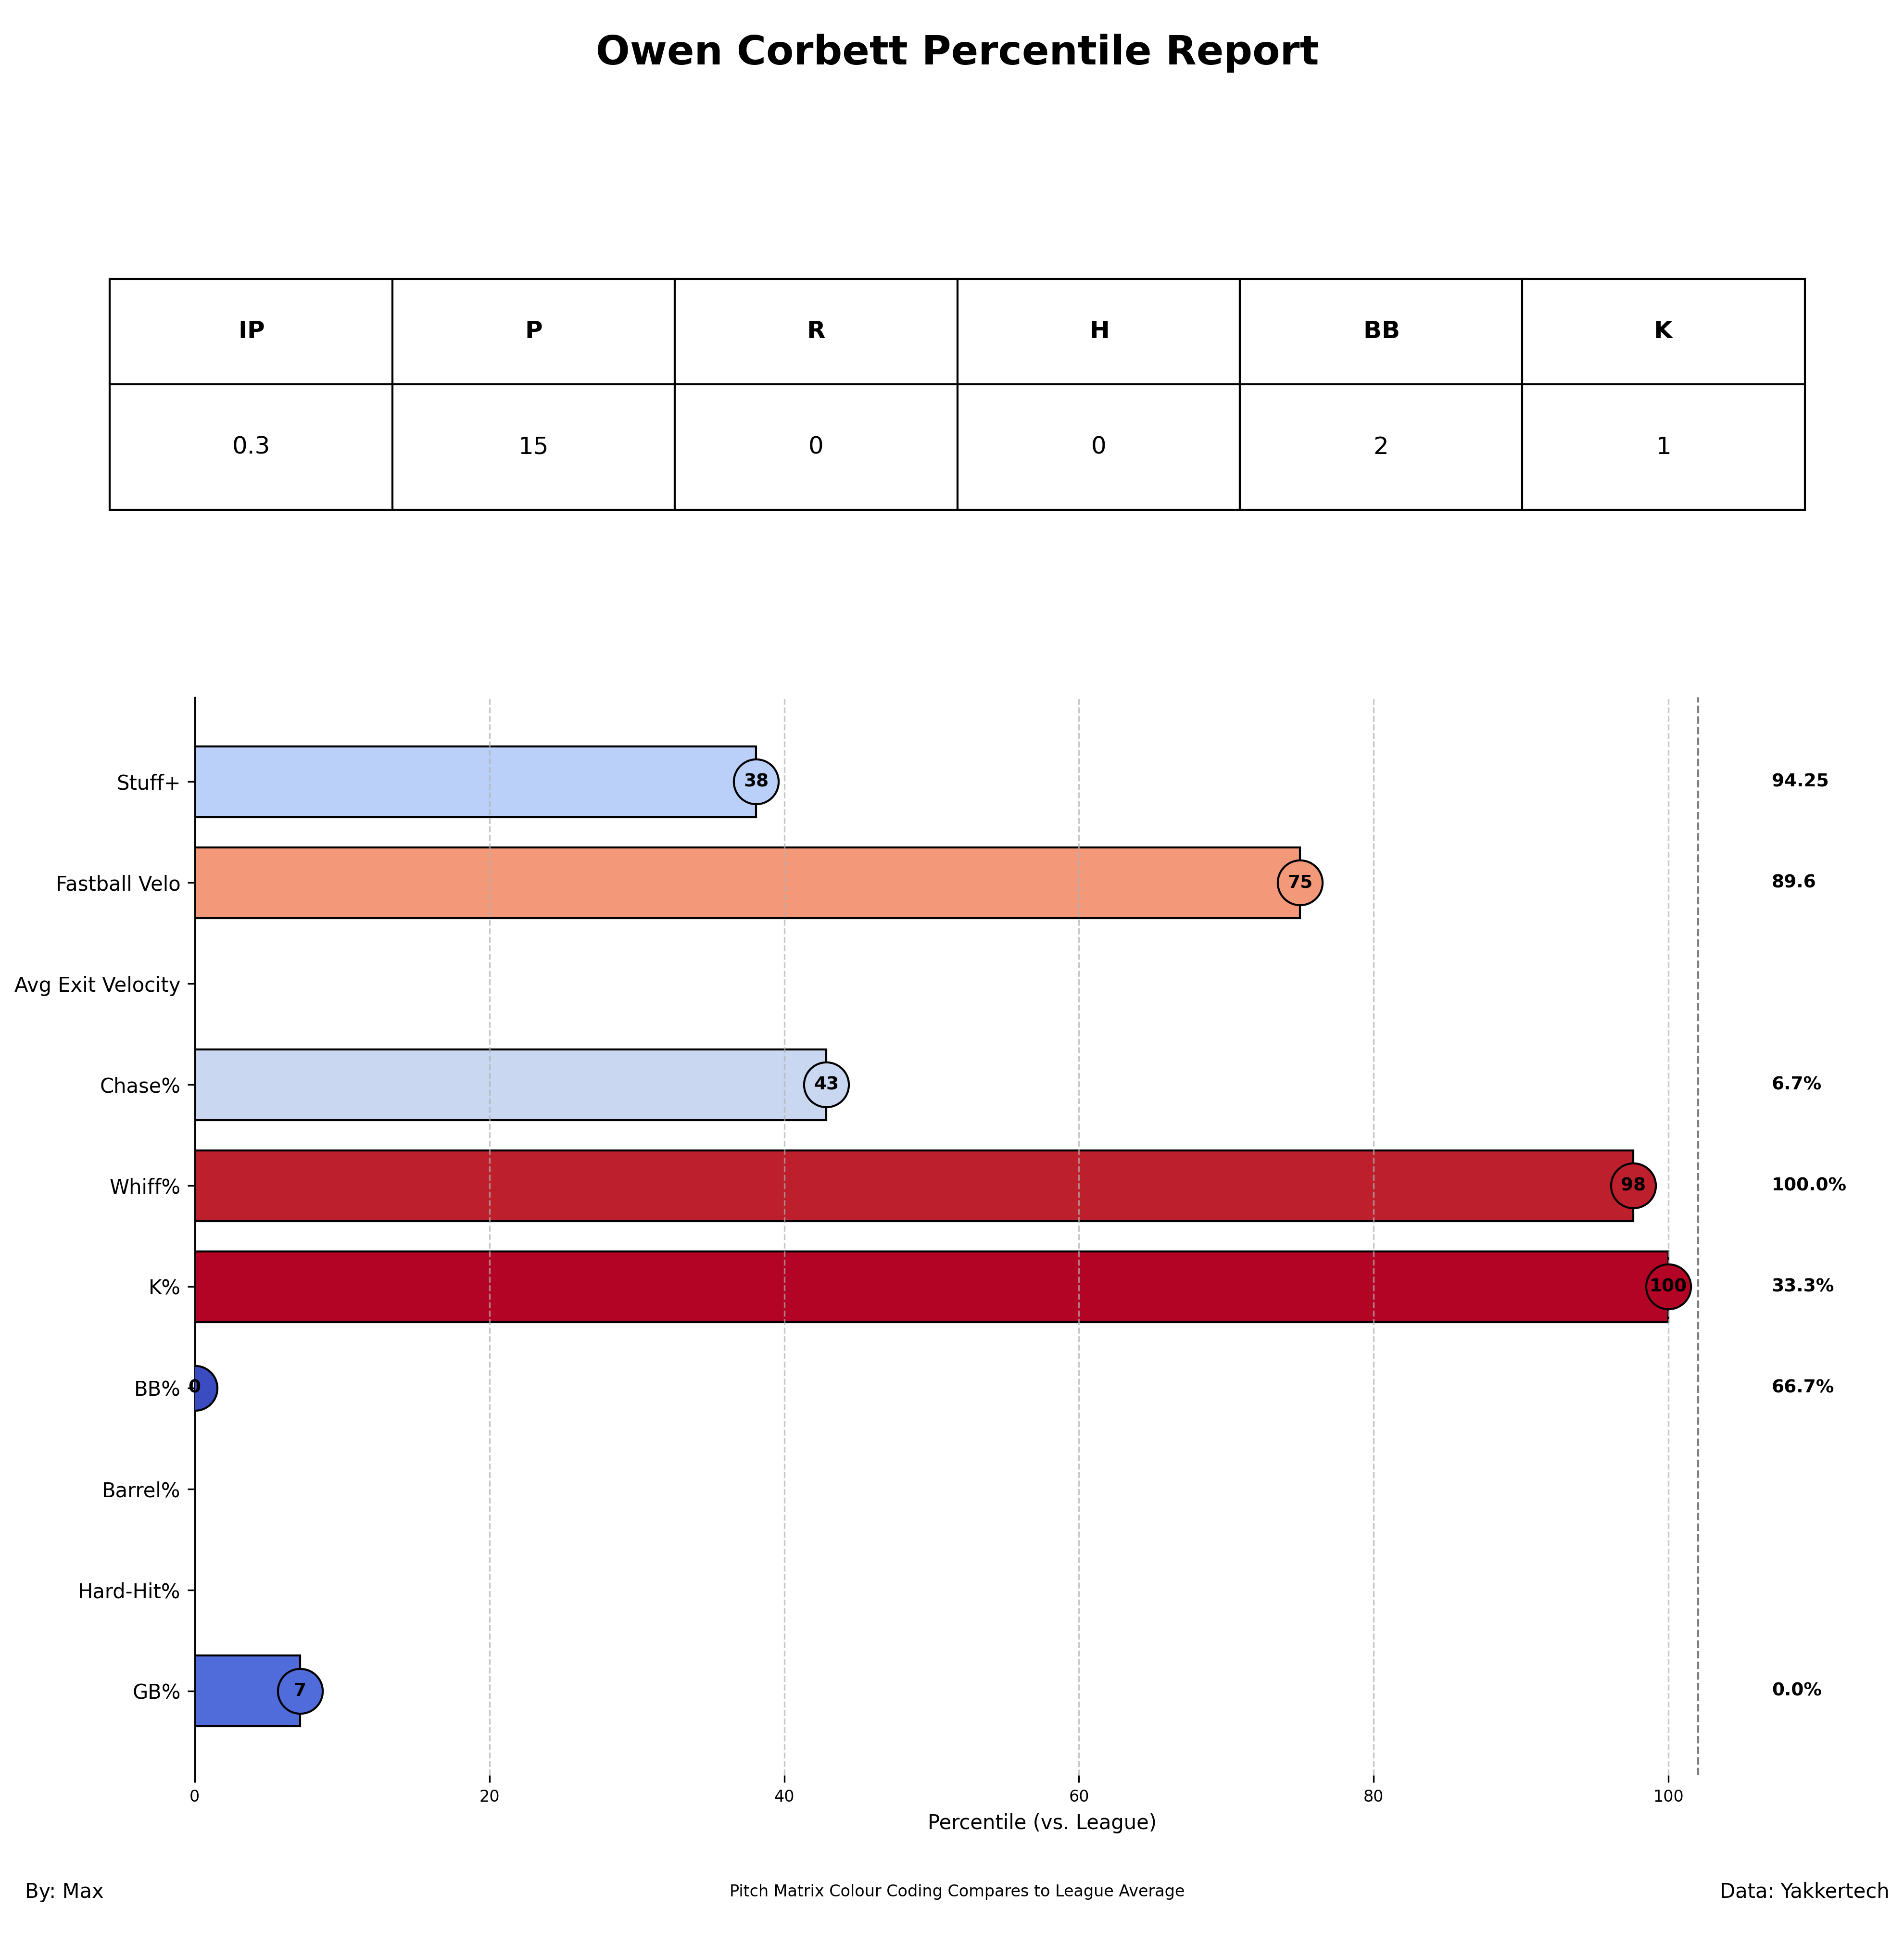 Owen Corbett Percentile Report
IP P R H BB K
0.3 15 0 0 2 1
Stuff+ 38 94.25
Fastball Velo 75 89.6
Avg Exit Velocity
Chase% 43 6.7%
Whiff% 98 100.0%
K% 100 33.3%
BB% 0 66.7%
Barrel%
Hard-Hit%
GB% 7 0.0%
0 20 40 60 80 100
Percentile (vs. League)
By: Max Pitch Matrix Colour Coding Compares to League Average Data: Yakkertech